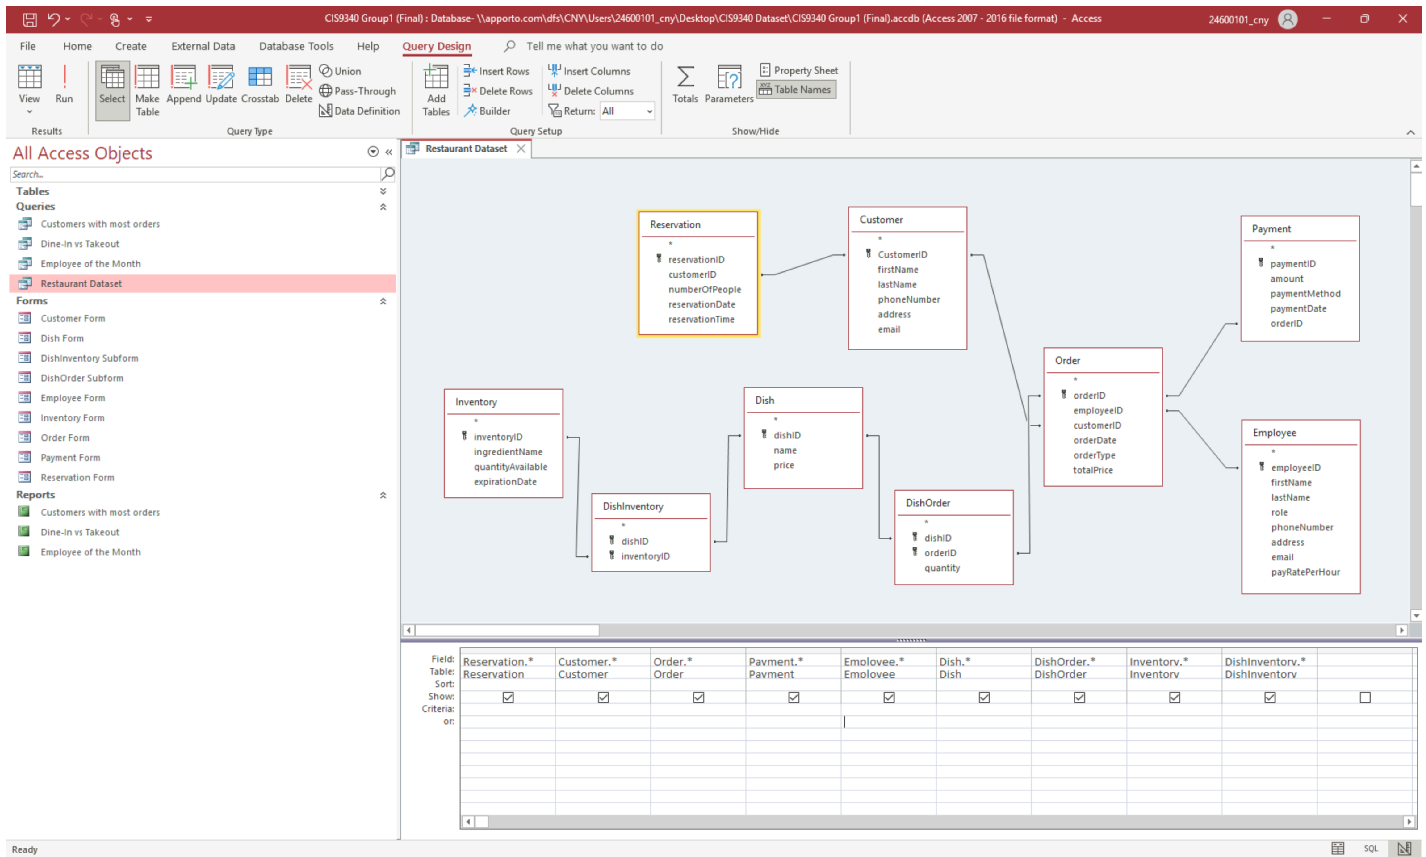 CIS9340 Group1 (Final) : Database- \\apporto.com\dfs\CNY\Users\24600101_cny\Desktop\CIS9340 Dataset\CIS9340 Group1 (Final).accdb (Access 2007 - 2016 file format) - Access
24600101_cny
File Home Create External Data Database Tools Help Query Design Tell me what you want to do
View
Run
Select
Make Table
Append
Update
Crosstab
Delete
Union
Pass-Through
Data Definition
Add Tables
Insert Rows
Delete Rows
Builder
Insert Columns
Delete Columns
Return: All
Totals
Parameters
Property Sheet
Table Names
Results
Query Type
Query Setup
Show/Hide
All Access Objects
Search...
Tables
Queries
Customers with most orders
Dine-In vs Takeout
Employee of the Month
Restaurant Dataset
Forms
Customer Form
Dish Form
DishInventory Subform
DishOrder Subform
Employee Form
Inventory Form
Order Form
Payment Form
Reservation Form
Reports
Customers with most orders
Dine-In vs Takeout
Employee of the Month
Restaurant Dataset
Reservation
*
reservationID
customerID
numberOfPeople
reservationDate
reservationTime
Customer
*
CustomerID
firstName
lastName
phoneNumber
address
email
Payment
*
paymentID
amount
paymentMethod
paymentDate
orderID
Order
*
orderID
employeeID
customerID
orderDate
orderType
totalPrice
Inventory
*
inventoryID
ingredientName
quantityAvailable
expirationDate
Dish
*
dishID
name
price
Employee
*
employeeID
firstName
lastName
role
phoneNumber
address
email
payRatePerHour
DishInventory
*
dishID
inventoryID
DishOrder
*
dishID
orderID
quantity
Field: Reservation.* Customer.* Order.* Payment.* Employee.* Dish.* DishOrder.* Inventory.* DishInventory.*
Table: Reservation Customer Order Payment Employee Dish DishOrder Inventory DishInventory
Sort:
Show:
Criteria:
or:
Ready
SQL